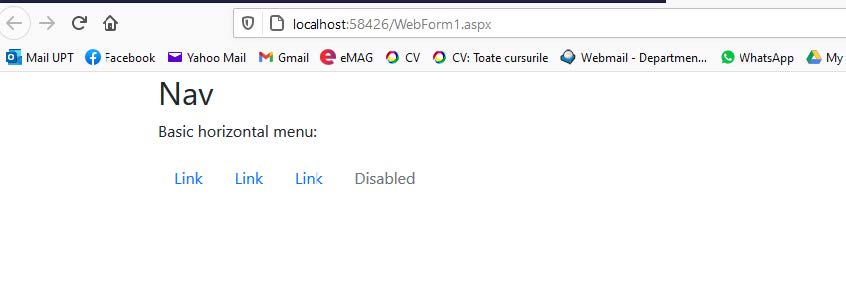 localhost:58426/WebForm1.aspx
Mail UPT Facebook Yahoo Mail Gmail eMAG CV CV: Toate cursurile Webmail - Departmen... WhatsApp My
Nav
Basic horizontal menu:
Link Link Link Disabled